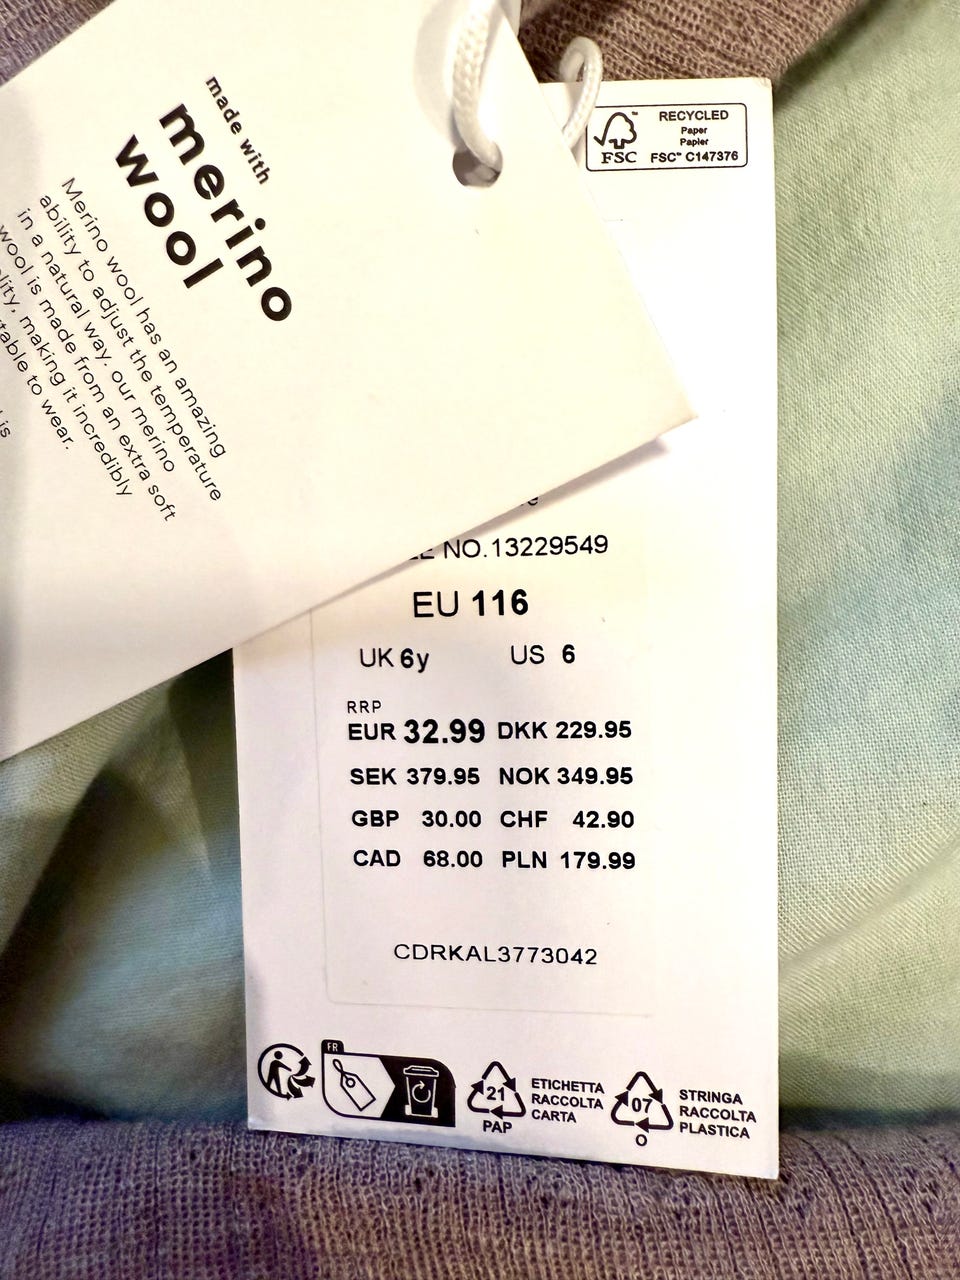 made with
merino
wool
Merino wool has an amazing
ability to adjust the temperature
in a natural way. our merino
wool is made from an extra soft
making it incredibly
to wear.
is
RECYCLED
Paper
Papier
FSC™ C147376
FSC
NO.13229549
EU 116
UK 6y US 6
RRP
EUR 32.99 DKK 229.95
SEK 379.95 NOK 349.95
GBP 30.00 CHF 42.90
CAD 68.00 PLN 179.99
CDRKAL3773042
FR
21
PAP
ETICHETTA
RACCOLTA
CARTA
07
O
STRINGA
RACCOLTA
PLASTICA